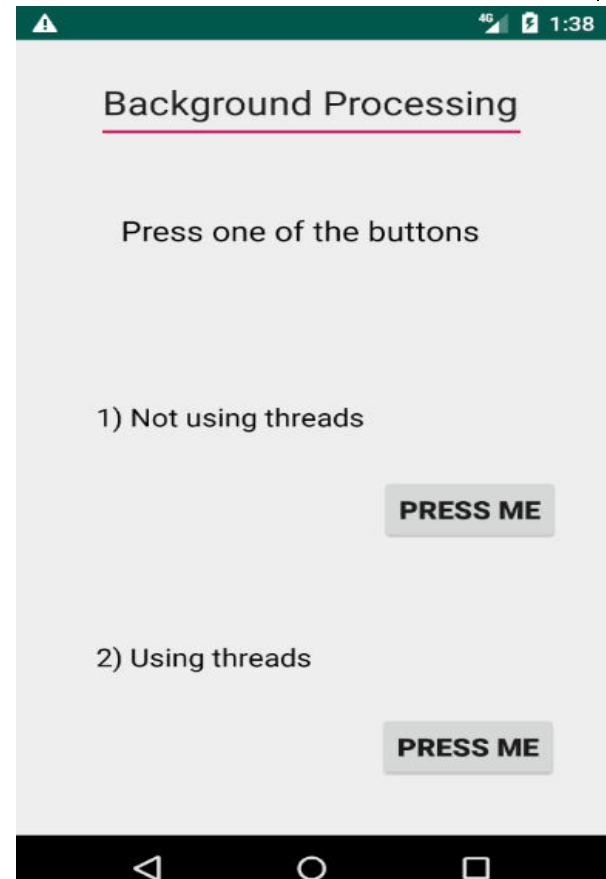 4G 1:38
Background Processing
Press one of the buttons
1) Not using threads
PRESS ME
2) Using threads
PRESS ME